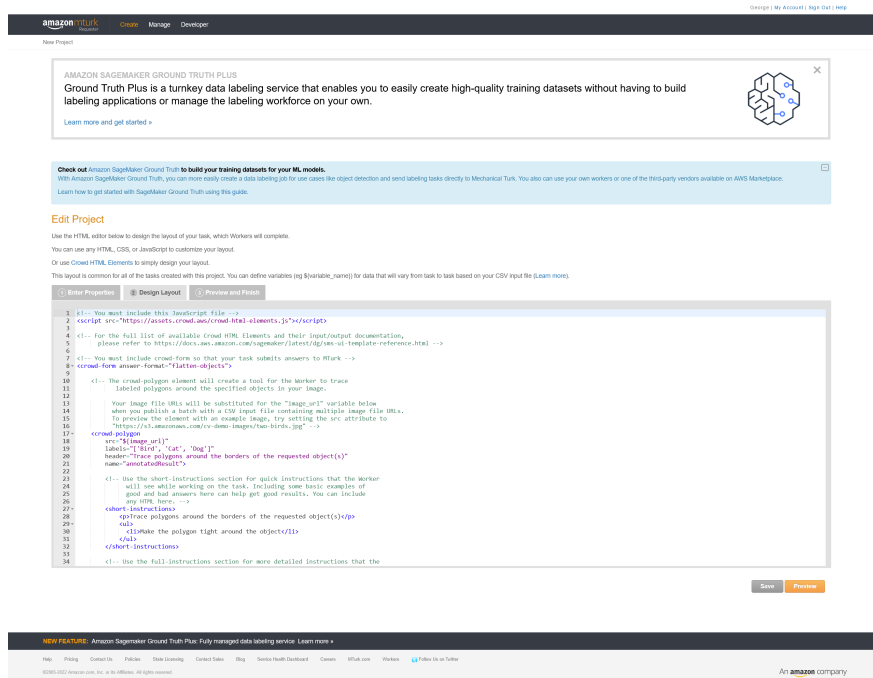 George | My Account | Sign Out | Help
amazon mturk
Requester
Create Manage Developer
New Project
AMAZON SAGEMAKER GROUND TRUTH PLUS
Ground Truth Plus is a turnkey data labeling service that enables you to easily create high-quality training datasets without having to build
labeling applications or manage the labeling workforce on your own.
Learn more and get started »
Check out Amazon SageMaker Ground Truth to build your training datasets for your ML models.
With Amazon SageMaker Ground Truth, you can more easily create a data labeling job for use cases like object detection and send labeling tasks directly to Mechanical Turk. You also can use your own workers or one of the third-party vendors available on AWS Marketplace.
Learn how to get started with SageMaker Ground Truth using this guide.
Edit Project
Use the HTML editor below to design the layout of your task, which Workers will complete.
You can use any HTML, CSS, or JavaScript to customize your layout.
Or use Crowd HTML Elements to simply design your layout.
This layout is common for all of the tasks created with this project. You can define variables (eg ${variable_name}) for data that will vary from task to task based on your CSV input file (Learn more).
1 Enter Properties 2 Design Layout 3 Preview and Finish
1 <!-- You must include this JavaScript file -->
2 <script src="https://assets.crowd.aws/crowd-html-elements.js"></script>
3
4 <!-- For the full list of available Crowd HTML Elements and their input/output documentation,
5 please refer to https://docs.aws.amazon.com/sagemaker/latest/dg/sms-ui-template-reference.html -->
6
7 <!-- You must include crowd-form so that your task submits answers to MTurk -->
8 <crowd-form answer-format="flatten-objects">
9
10 <!-- The crowd-polygon element will create a tool for the Worker to trace
11 labeled polygons around the specified objects in your image.
12
13 Your image file URLs will be substituted for the "image_url" variable below
14 when you publish a batch with a CSV input file containing multiple image file URLs.
15 To preview the element with an example image, try setting the src attribute to
16 "https://s3.amazonaws.com/cv-demo-images/two-birds.jpg" -->
17 <crowd-polygon
18 src="${image_url}"
19 labels="['Bird', 'Cat', 'Dog']"
20 header="Trace polygons around the borders of the requested object(s)"
21 name="annotatedResult">
22
23 <!-- Use the short-instructions section for quick instructions that the Worker
24 will see while working on the task. Including some basic examples of
25 good and bad answers here can help get good results. You can include
26 any HTML here. -->
27 <short-instructions>
28 <p>Trace polygons around the borders of the requested object(s)</p>
29 <ul>
30 <li>Make the polygon tight around the object</li>
31 </ul>
32 </short-instructions>
33
34 <!-- Use the full-instructions section for more detailed instructions that the
Save Preview
NEW FEATURE: Amazon Sagemaker Ground Truth Plus: Fully managed data labeling service Learn more »
Help Pricing Contact Us Policies State Licensing Contact Sales Blog Service Health Dashboard Careers MTurk.com Workers Follow Us on Twitter
©2005-2022 Amazon.com, Inc. or its Affiliates. All rights reserved.
An amazon company